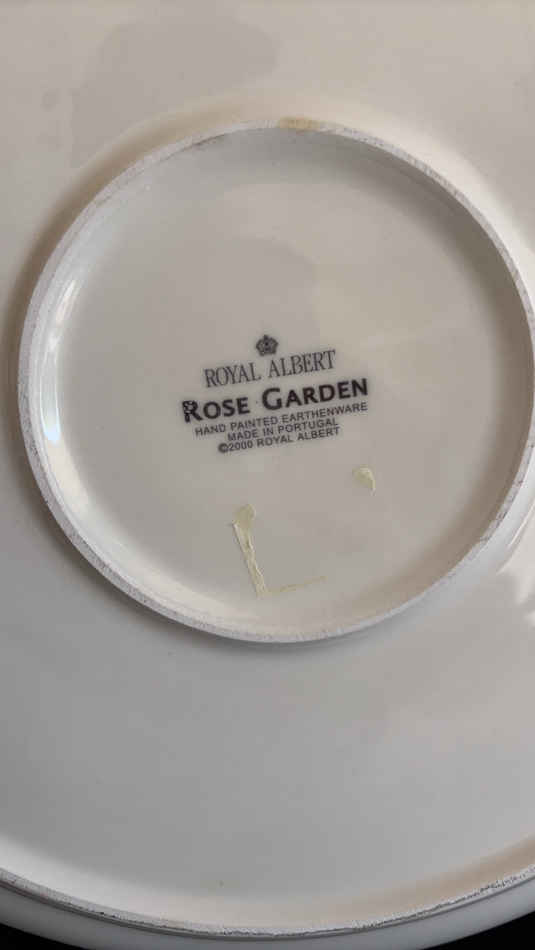 ROYAL ALBERT
ROSE GARDEN
HAND PAINTED EARTHENWARE
MADE IN PORTUGAL
©2000 ROYAL ALBERT